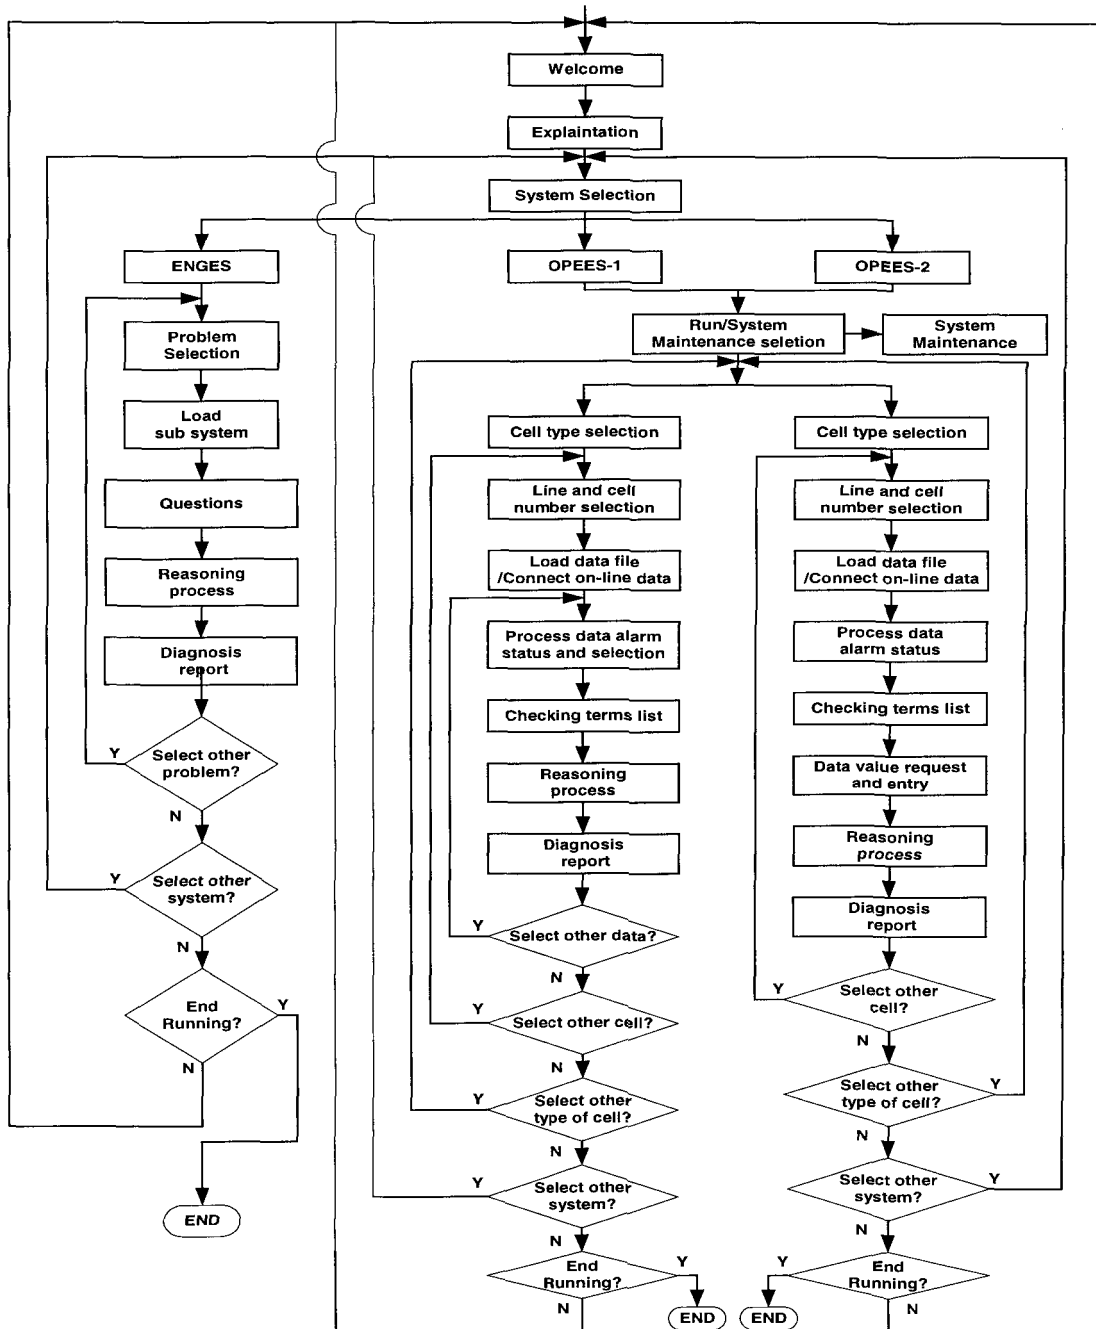 Welcome
Explaintation
System Selection
ENGES
OPEES-1
OPEES-2
Problem
Selection
Load
sub system
Questions
Reasoning
process
Diagnosis
report
Select other
problem?
Y
N
Select other
system?
Y
N
End
Running?
Y
N
END
Run/System
Maintenance seletion
System
Maintenance
Cell type selection
Line and cell
number selection
Load data file
/Connect on-line data
Process data alarm
status and selection
Checking terms list
Reasoning
process
Diagnosis
report
Select other data?
Y
N
Select other cell?
Y
N
Select other
type of cell?
Y
N
Select other
system?
Y
N
End
Running?
Y
N
END
Cell type selection
Line and cell
number selection
Load data file
/Connect on-line data
Process data
alarm status
Checking terms list
Data value request
and entry
Reasoning
process
Diagnosis
report
Select other
cell?
Y
N
Select other
type of cell?
Y
N
Select other
system?
Y
N
End
Running?
Y
N
END